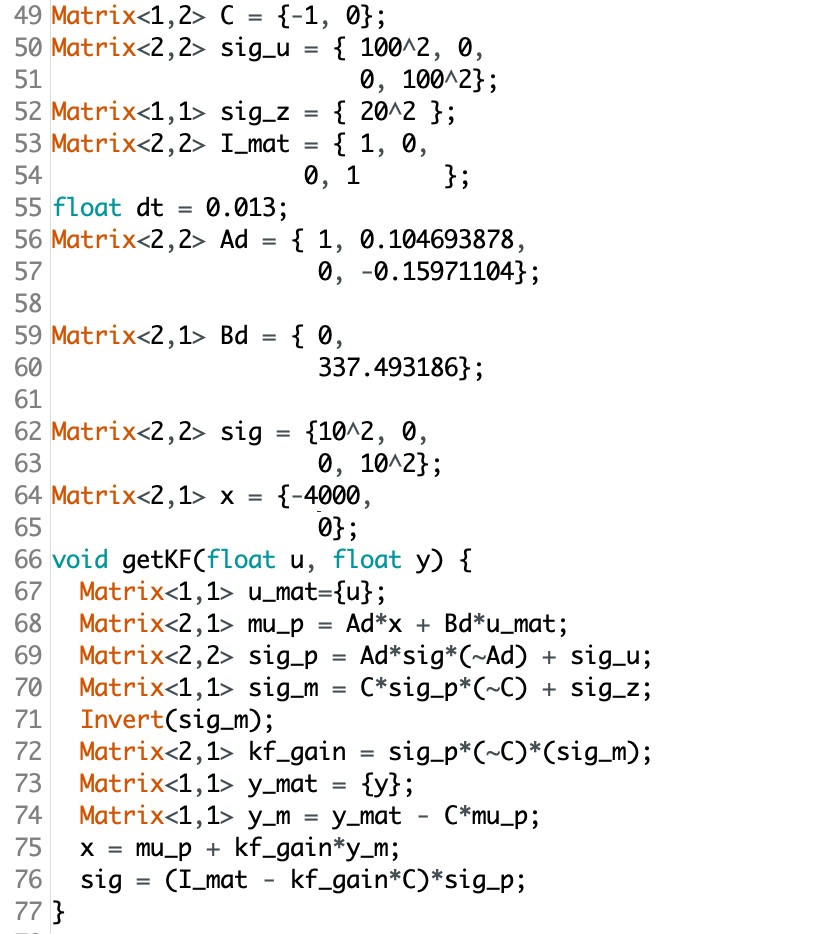 49 Matrix<1,2> C = {-1, 0};
50 Matrix<2,2> sig_u = { 100^2, 0,
51                       0, 100^2};
52 Matrix<1,1> sig_z = { 20^2 };
53 Matrix<2,2> I_mat = { 1, 0,
54                   0, 1      };
55 float dt = 0.013;
56 Matrix<2,2> Ad = { 1, 0.104693878,
57                    0, -0.15971104};
58
59 Matrix<2,1> Bd = { 0,
60                    337.493186};
61
62 Matrix<2,2> sig = {10^2, 0,
63                    0, 10^2};
64 Matrix<2,1> x = {-4000,
65                    0};
66 void getKF(float u, float y) {
67   Matrix<1,1> u_mat={u};
68   Matrix<2,1> mu_p = Ad*x + Bd*u_mat;
69   Matrix<2,2> sig_p = Ad*sig*(~Ad) + sig_u;
70   Matrix<1,1> sig_m = C*sig_p*(~C) + sig_z;
71   Invert(sig_m);
72   Matrix<2,1> kf_gain = sig_p*(~C)*(sig_m);
73   Matrix<1,1> y_mat = {y};
74   Matrix<1,1> y_m = y_mat - C*mu_p;
75   x = mu_p + kf_gain*y_m;
76   sig = (I_mat - kf_gain*C)*sig_p;
77 }